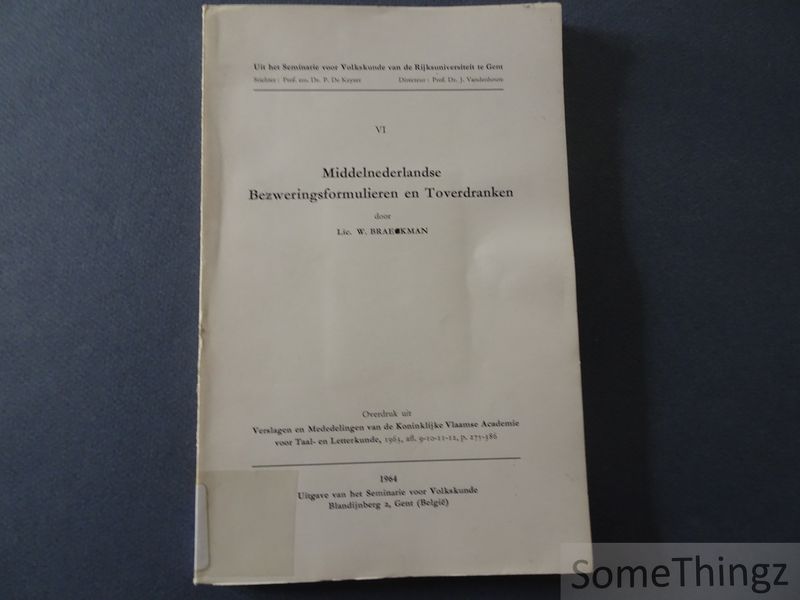 Uit het Seminarie voor Volkskunde van de Rijksuniversiteit te Gent
Stichter : Prof. em. Dr. P. De Keyser Directeur : Prof. Dr. J. Vandenhoute
VI
Middelnederlandse
Bezweringsformulieren en Toverdranken
door
Lic. W. BRAECKMAN
Overdruk uit
Verslagen en Mededelingen van de Koninklijke Vlaamse Academie
voor Taal- en Letterkunde, 1963, afl. 9-10-11-12, p. 275-386
1964
Uitgave van het Seminarie voor Volkskunde
Blandijnberg 2, Gent (België)
SomeThingz